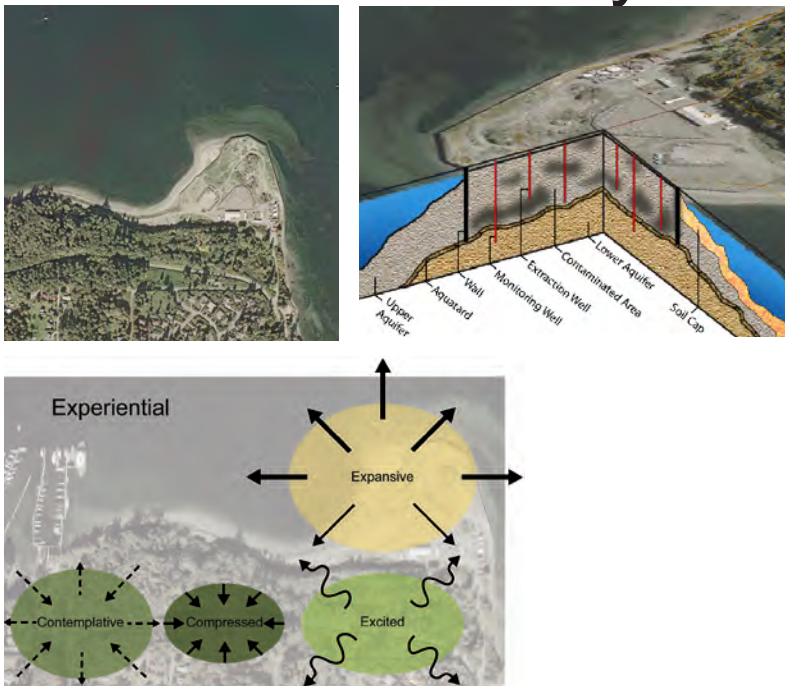 y
Upper
Aquifer
Aquatard
Wall
Monitoring Well
Extraction Well
Contaminated Area
Lower Aquifer
Soil Cap
Experiential
Expansive
Contemplative
Compressed
Excited